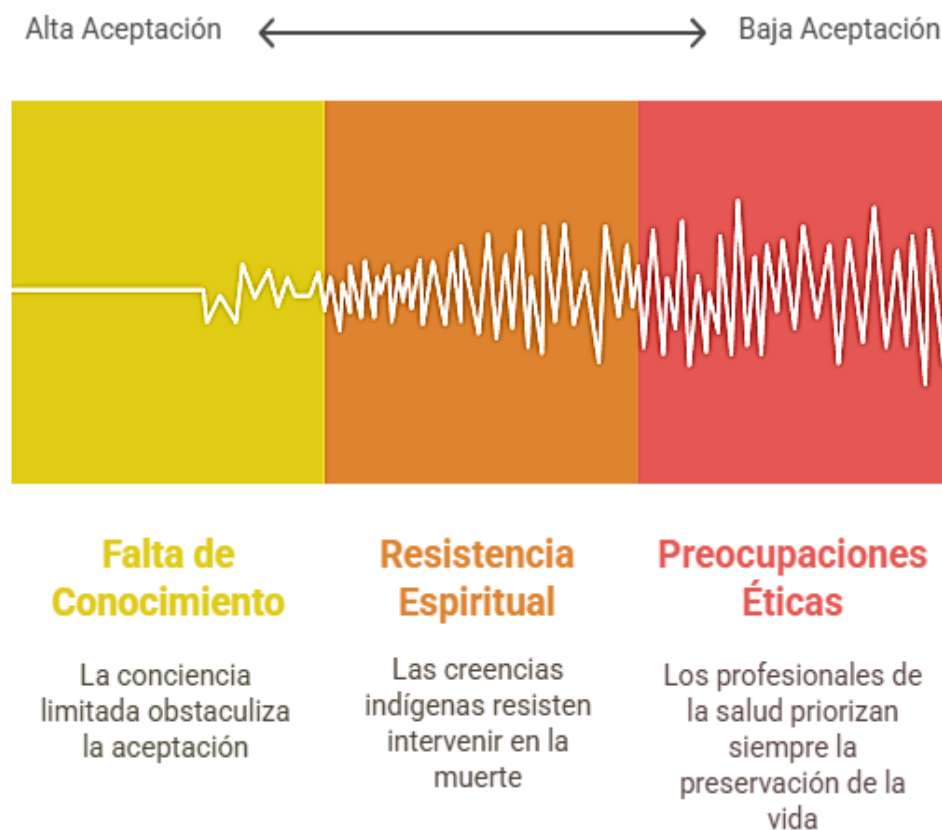 Alta Aceptación
Baja Aceptación
Falta de
Conocimiento
La conciencia
limitada obstaculiza
la aceptación
Resistencia
Espiritual
Las creencias
indígenas resisten
intervenir en la
muerte
Preocupaciones
Éticas
Los profesionales de
la salud priorizan
siempre la
preservación de la
vida